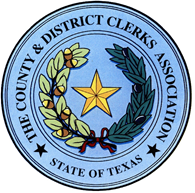 THE COUNTY & DISTRICT CLERKS ASSOCIATION
STATE OF TEXAS